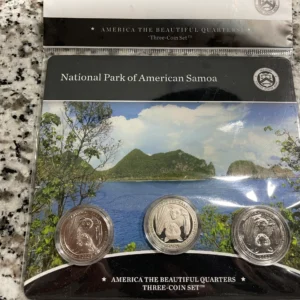 AMERICA THE BEAUTIFUL QUARTERS
Three-Coin Set™
National Park of American Samoa
AMERICA THE BEAUTIFUL QUARTERS
THREE-COIN SET™